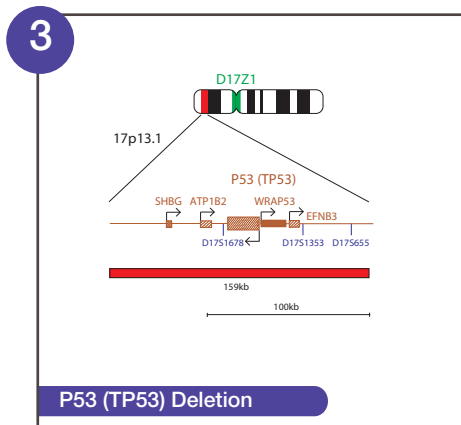 3
D17Z1
17p13.1
P53 (TP53)
SHBG ATP1B2 WRAP53
EFNB3
D17S1678 D17S1353 D17S655
159kb
100kb
P53 (TP53) Deletion